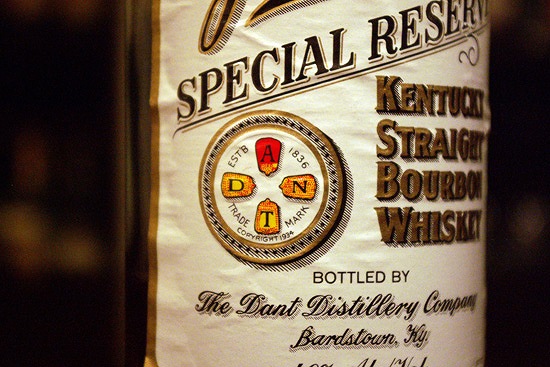 SPECIAL RESERV
KENTUCKY
STRAIGHT
BOURBON
WHISKEY
ESTB 1836
A
D N
T
TRADE MARK
COPYRIGHT 1934
BOTTLED BY
The Dant Distillery Company
Bardstown, Ky.